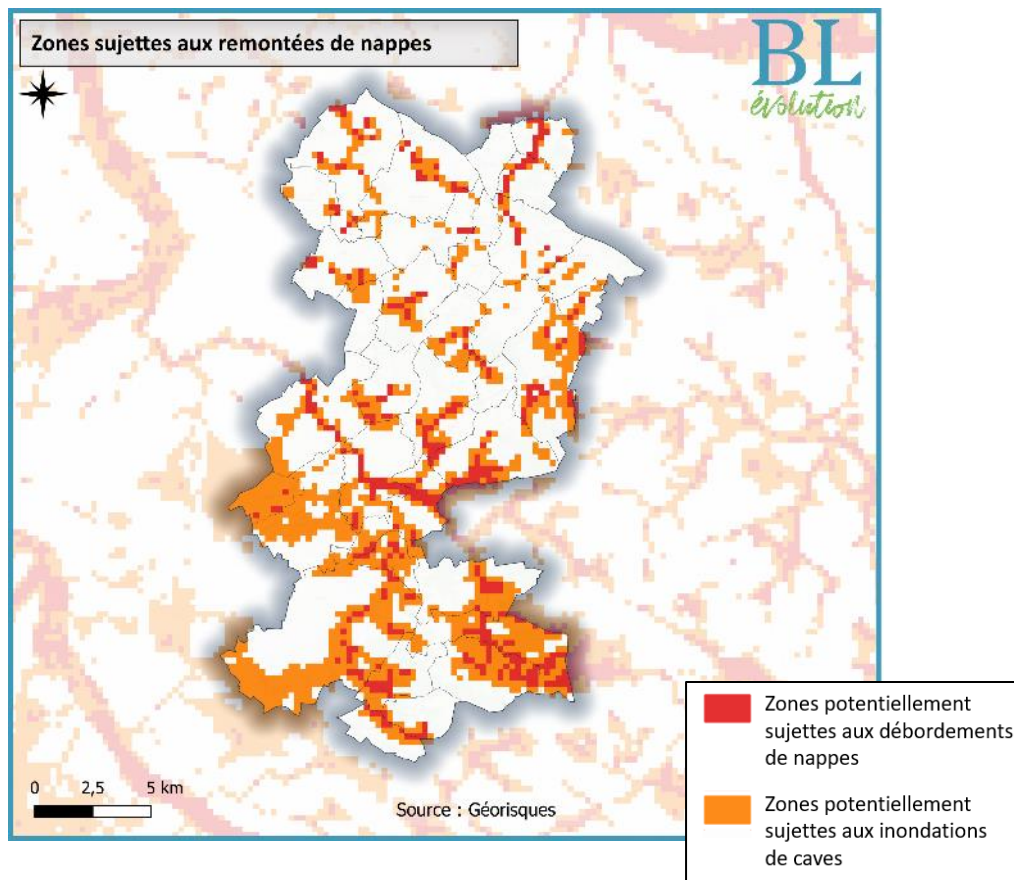 Zones sujettes aux remontées de nappes
BL
évolution
0 2,5 5 km
Source : Géorisques
Zones potentiellement
sujettes aux débordements
de nappes
Zones potentiellement
sujettes aux inondations
de caves